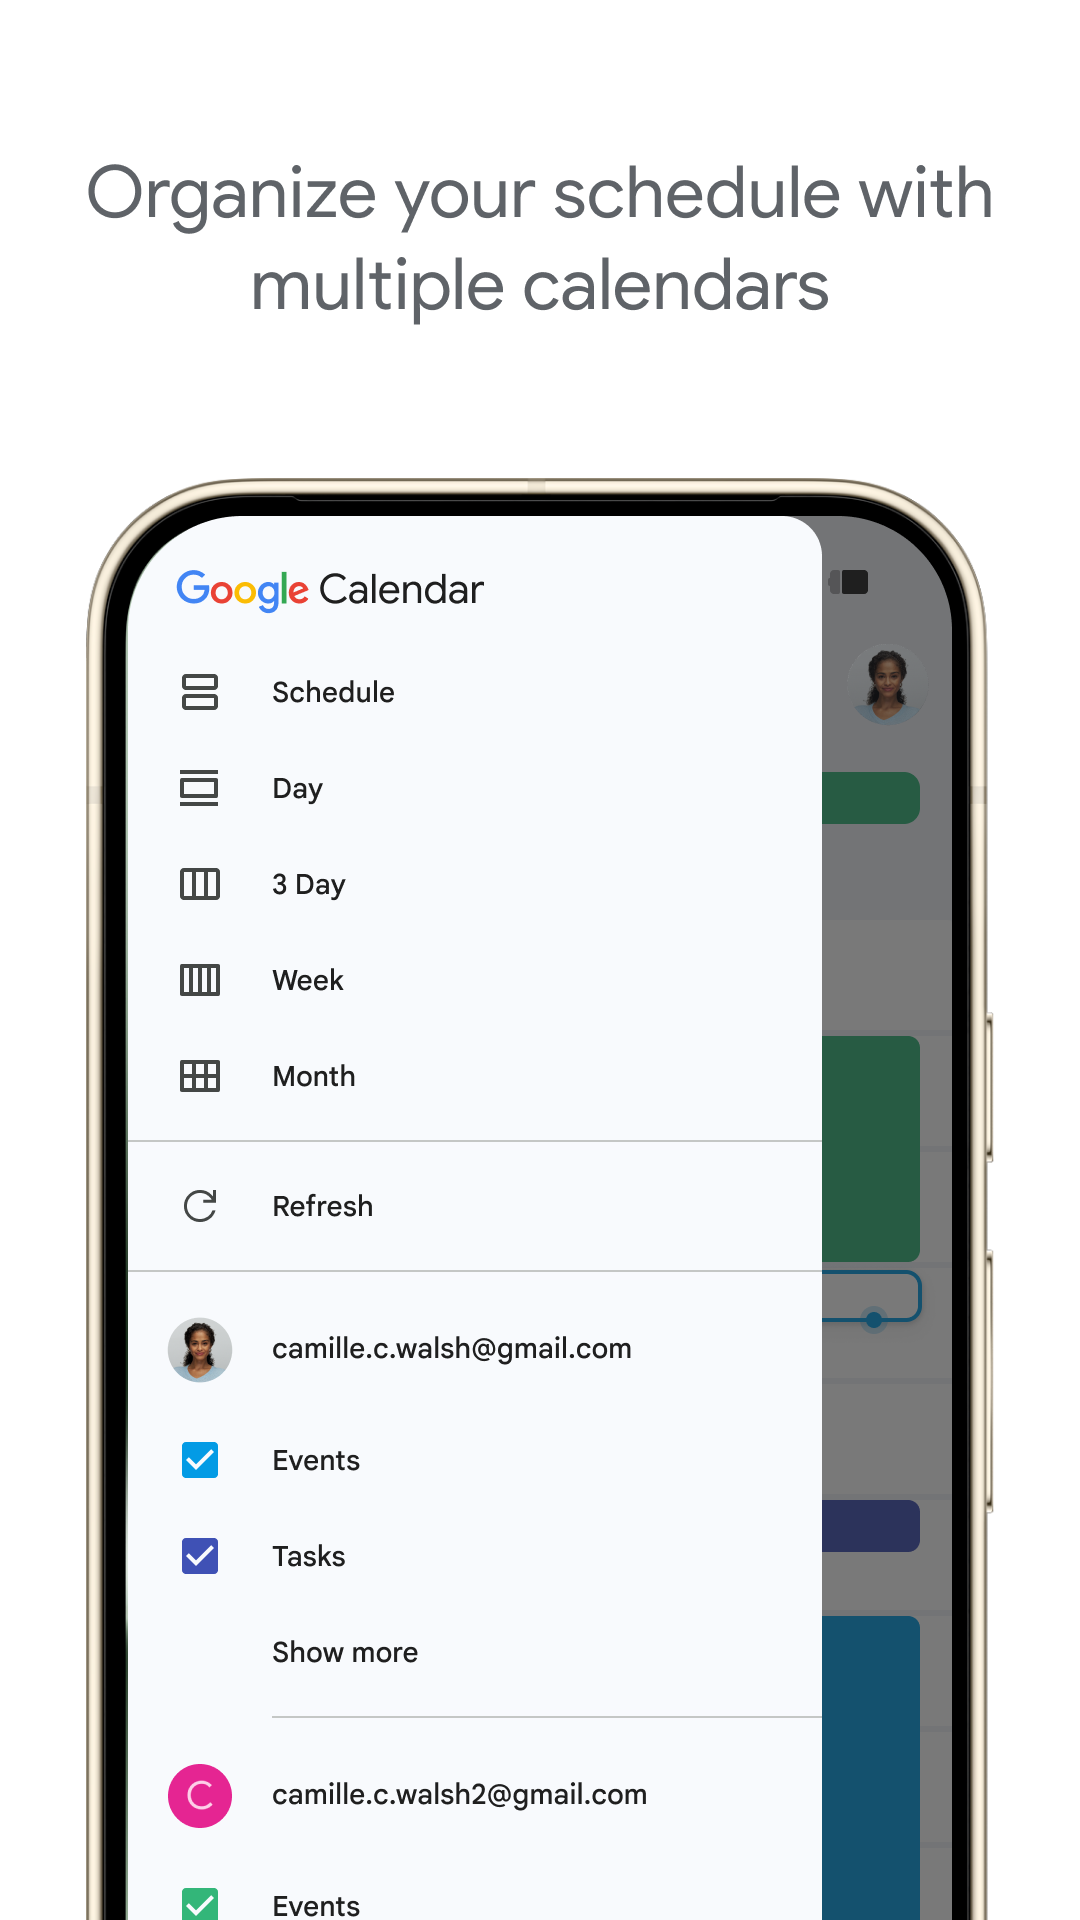 Organize your schedule with
multiple calendars
Google Calendar
Schedule
Day
3 Day
Week
Month
Refresh
camille.c.walsh@gmail.com
Events
Tasks
Show more
C
camille.c.walsh2@gmail.com
Events